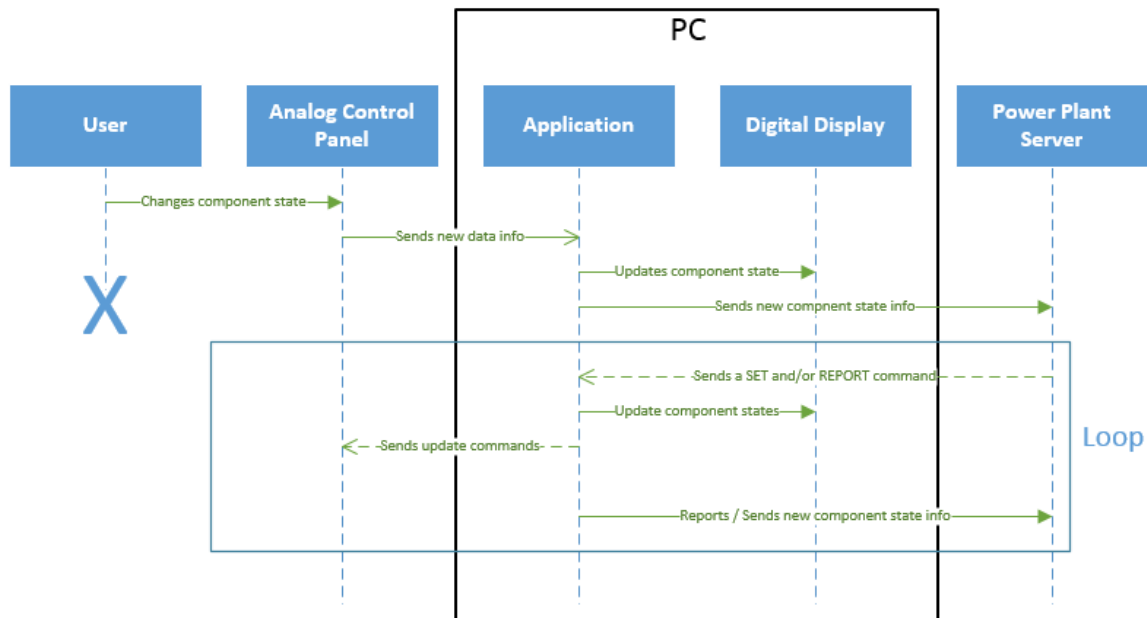 PC
User
Analog Control
Panel
Application
Digital Display
Power Plant
Server
Changes component state
Sends new data info
Updates component state
Sends new compnent state info
X
Sends a SET and/or REPORT command
Update component states
Loop
Sends update commands
Reports / Sends new component state info